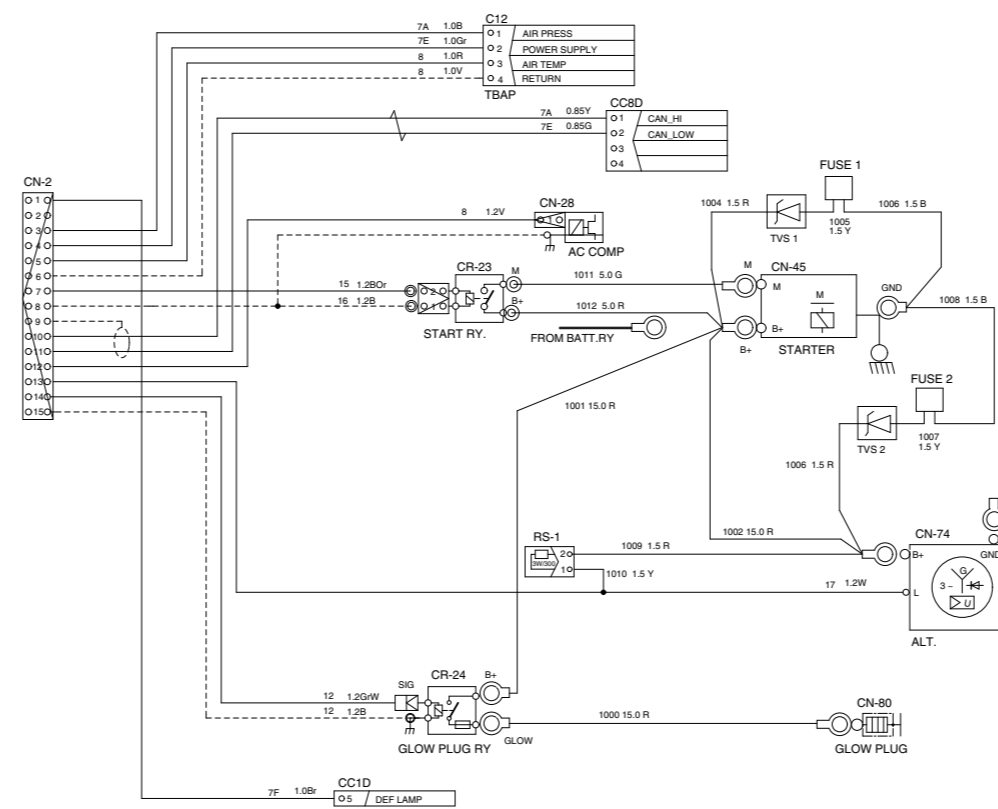 C12
7A 1.0B 1 AIR PRESS
7E 1.0Gr 2 POWER SUPPLY
8 1.0R 3 AIR TEMP
8 1.0V 4 RETURN
TBAP
CC8D
7A 0.85Y 1 CAN_HI
7E 0.85G 2 CAN_LOW
3
4
FUSE 1
CN-2
1
2
3
4
5
6
7
8
9
10
11
12
13
14
15
1004 1.5 R
1005
1.5 Y
1006 1.5 B
TVS 1
8 1.2V
CN-28
1
AC COMP
CR-23
15 1.2BOr 2
16 1.2B 1
M
B+
START RY.
1011 5.0 G
1012 5.0 R
FROM BATT.RY
M
CN-45
M
M
B+
B+
STARTER
GND
1008 1.5 B
FUSE 2
TVS 2
1007
1.5 Y
1006 1.5 R
1001 15.0 R
1002 15.0 R
RS-1
3W/300
2
1
1009 1.5 R
1010 1.5 Y
17 1.2W
CN-74
B+
GND
G
3 ~
U
L
ALT.
SIG
CR-24
B+
12 1.2GrW
12 1.2B
GLOW
GLOW PLUG RY
1000 15.0 R
CN-80
GLOW PLUG
CC1D
7F 1.0Br 5 DEF LAMP